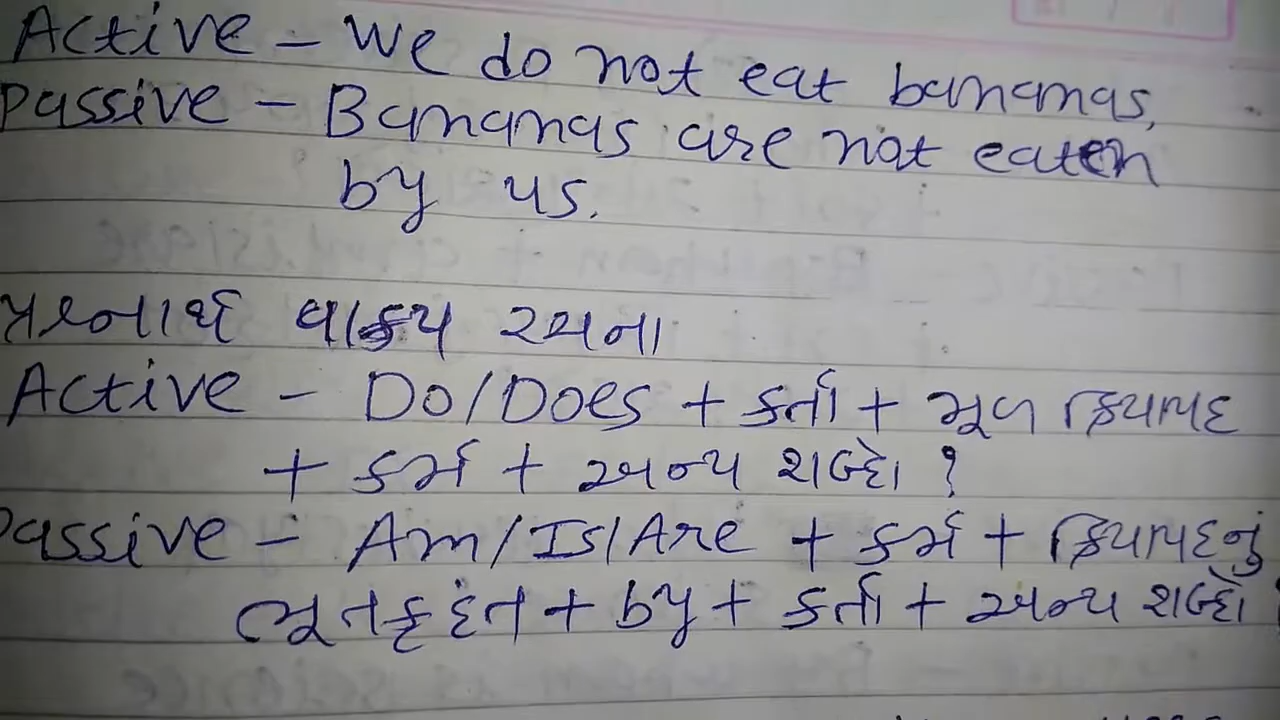 Active - We do not eat bananas,
Passive - Bananas are not eaten
by us.
પ્રશ્નાર્થ વાક્ય રચના
Active - Do/Does + કર્તા + મૂળ ક્રિયાપદ
+ કર્મ + અન્ય શબ્દો ?
Passive - Am/Is/Are + કર્મ + ક્રિયાપદનું
ભૂતકૃદંત + by + કર્તા + અન્ય શબ્દો